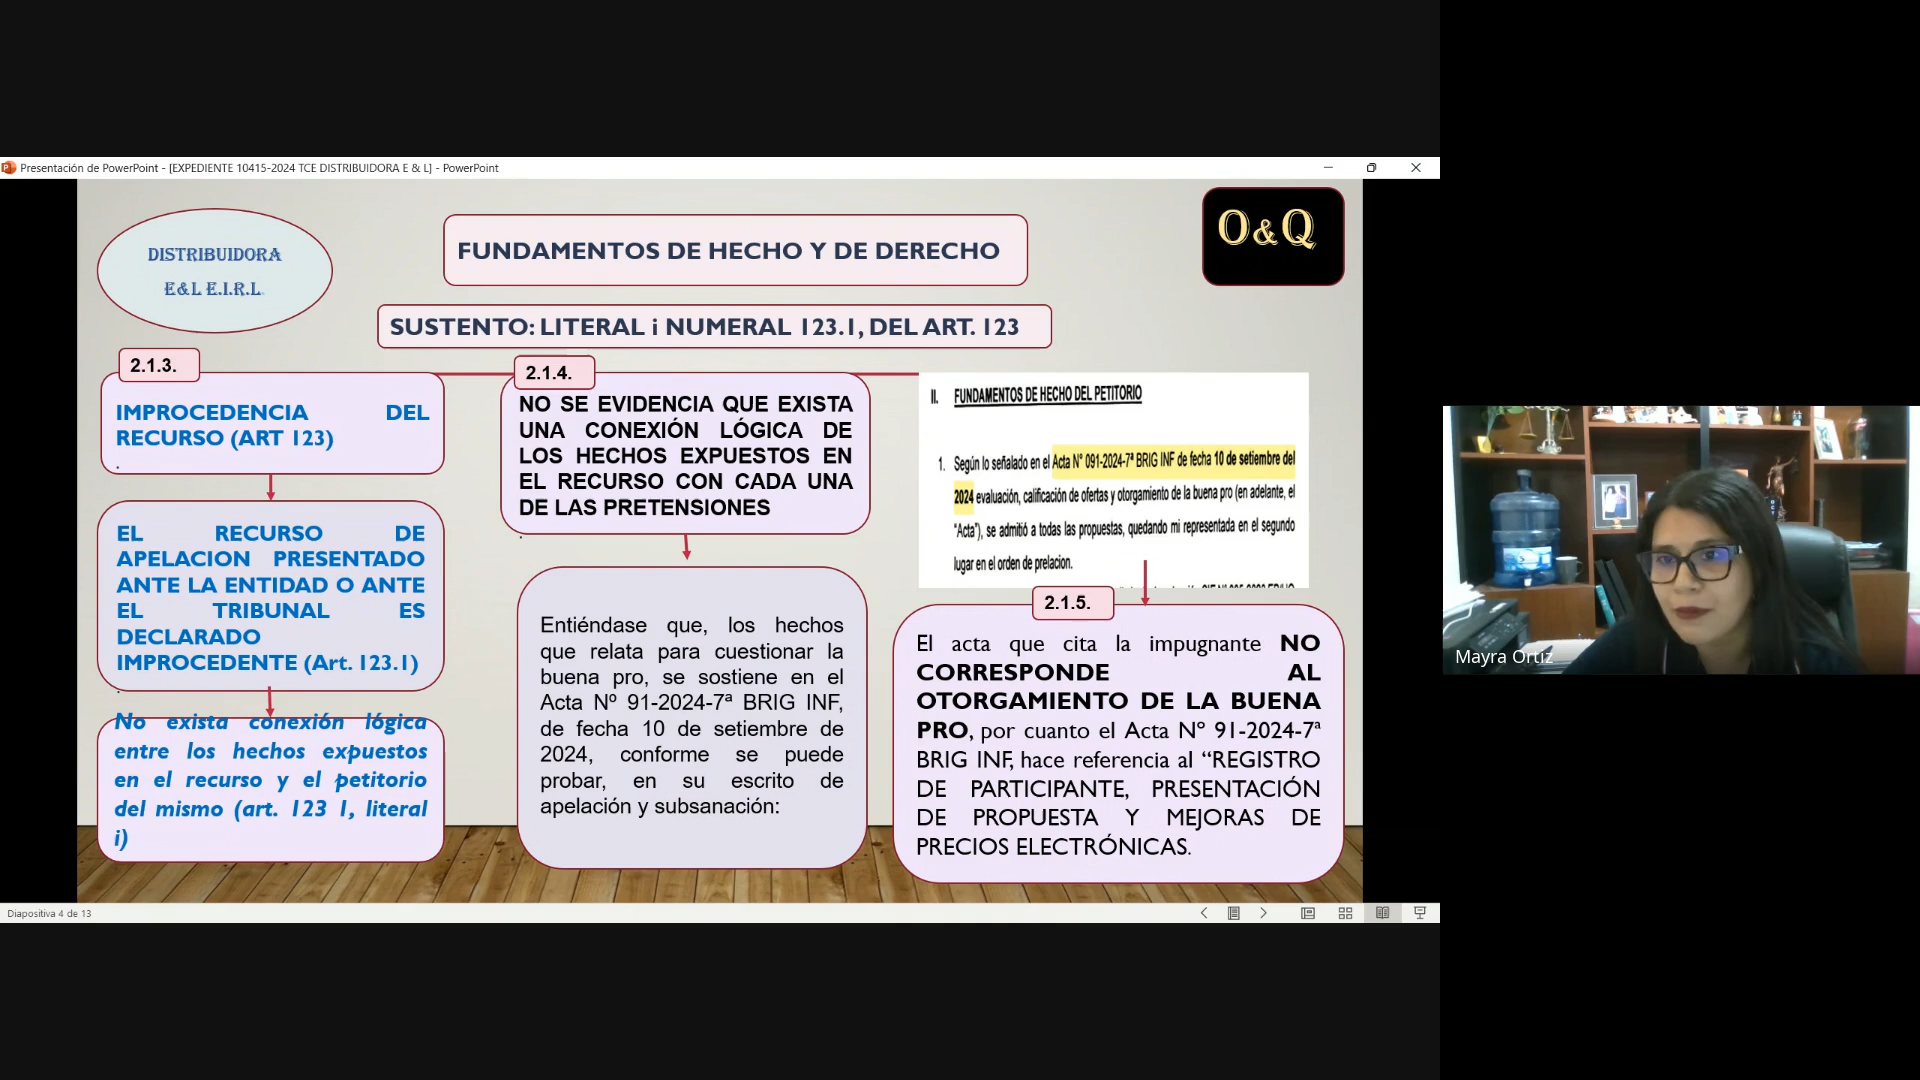 Presentación de PowerPoint - [EXPEDIENTE 10415-2024 TCE DISTRIBUIDORA E & L] - PowerPoint
DISTRIBUIDORA
E&L E.I.R.L.
FUNDAMENTOS DE HECHO Y DE DERECHO
O&Q
SUSTENTO: LITERAL i NUMERAL 123.1, DEL ART. 123
2.1.3.
IMPROCEDENCIA DEL
RECURSO (ART 123)
.
EL RECURSO DE
APELACION PRESENTADO
ANTE LA ENTIDAD O ANTE
EL TRIBUNAL ES
DECLARADO
IMPROCEDENTE (Art. 123.1)
.
No exista conexión lógica
entre los hechos expuestos
en el recurso y el petitorio
del mismo (art. 123 1, literal
i)
2.1.4.
NO SE EVIDENCIA QUE EXISTA
UNA CONEXIÓN LÓGICA DE
LOS HECHOS EXPUESTOS EN
EL RECURSO CON CADA UNA
DE LAS PRETENSIONES
.
Entiéndase que, los hechos
que relata para cuestionar la
buena pro, se sostiene en el
Acta Nº 91-2024-7ª BRIG INF,
de fecha 10 de setiembre de
2024, conforme se puede
probar, en su escrito de
apelación y subsanación:
II. FUNDAMENTOS DE HECHO DEL PETITORIO
1. Según lo señalado en el Acta N° 091-2024-7ª BRIG INF de fecha 10 de setiembre del
2024 evaluación, calificación de ofertas y otorgamiento de la buena pro (en adelante, el
"Acta"), se admitió a todas las propuestas, quedando mi representada en el segundo
lugar en el orden de prelacion.
2.1.5.
El acta que cita la impugnante NO
CORRESPONDE AL
OTORGAMIENTO DE LA BUENA
PRO, por cuanto el Acta Nº 91-2024-7ª
BRIG INF, hace referencia al “REGISTRO
DE PARTICIPANTE, PRESENTACIÓN
DE PROPUESTA Y MEJORAS DE
PRECIOS ELECTRÓNICAS.
Mayra Ortiz
Diapositiva 4 de 13